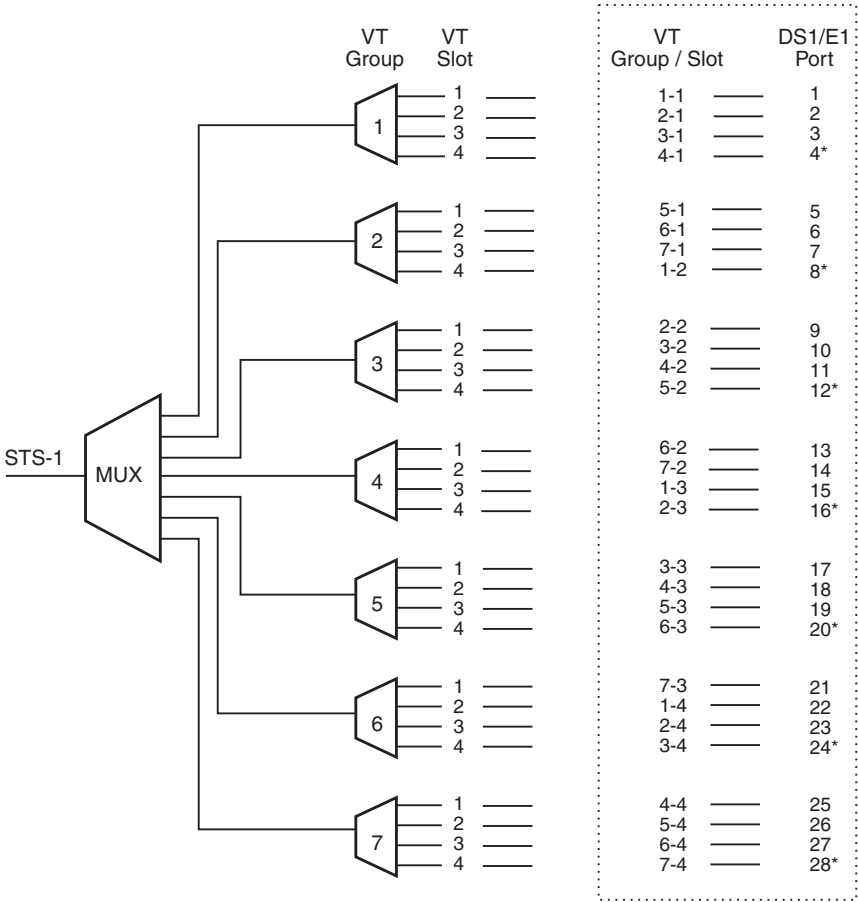 VT VT VT DS1/E1
Group Slot Group / Slot Port
1 1-1 1
2 2-1 2
1
3 3-1 3
4 4-1 4*
1 5-1 5
2 6-1 6
2
3 7-1 7
4 1-2 8*
1 2-2 9
2 3-2 10
3
3 4-2 11
4 5-2 12*
STS-1
MUX
1 6-2 13
2 7-2 14
4
3 1-3 15
4 2-3 16*
1 3-3 17
2 4-3 18
5
3 5-3 19
4 6-3 20*
1 7-3 21
2 1-4 22
6
3 2-4 23
4 3-4 24*
1 4-4 25
2 5-4 26
7
3 6-4 27
4 7-4 28*